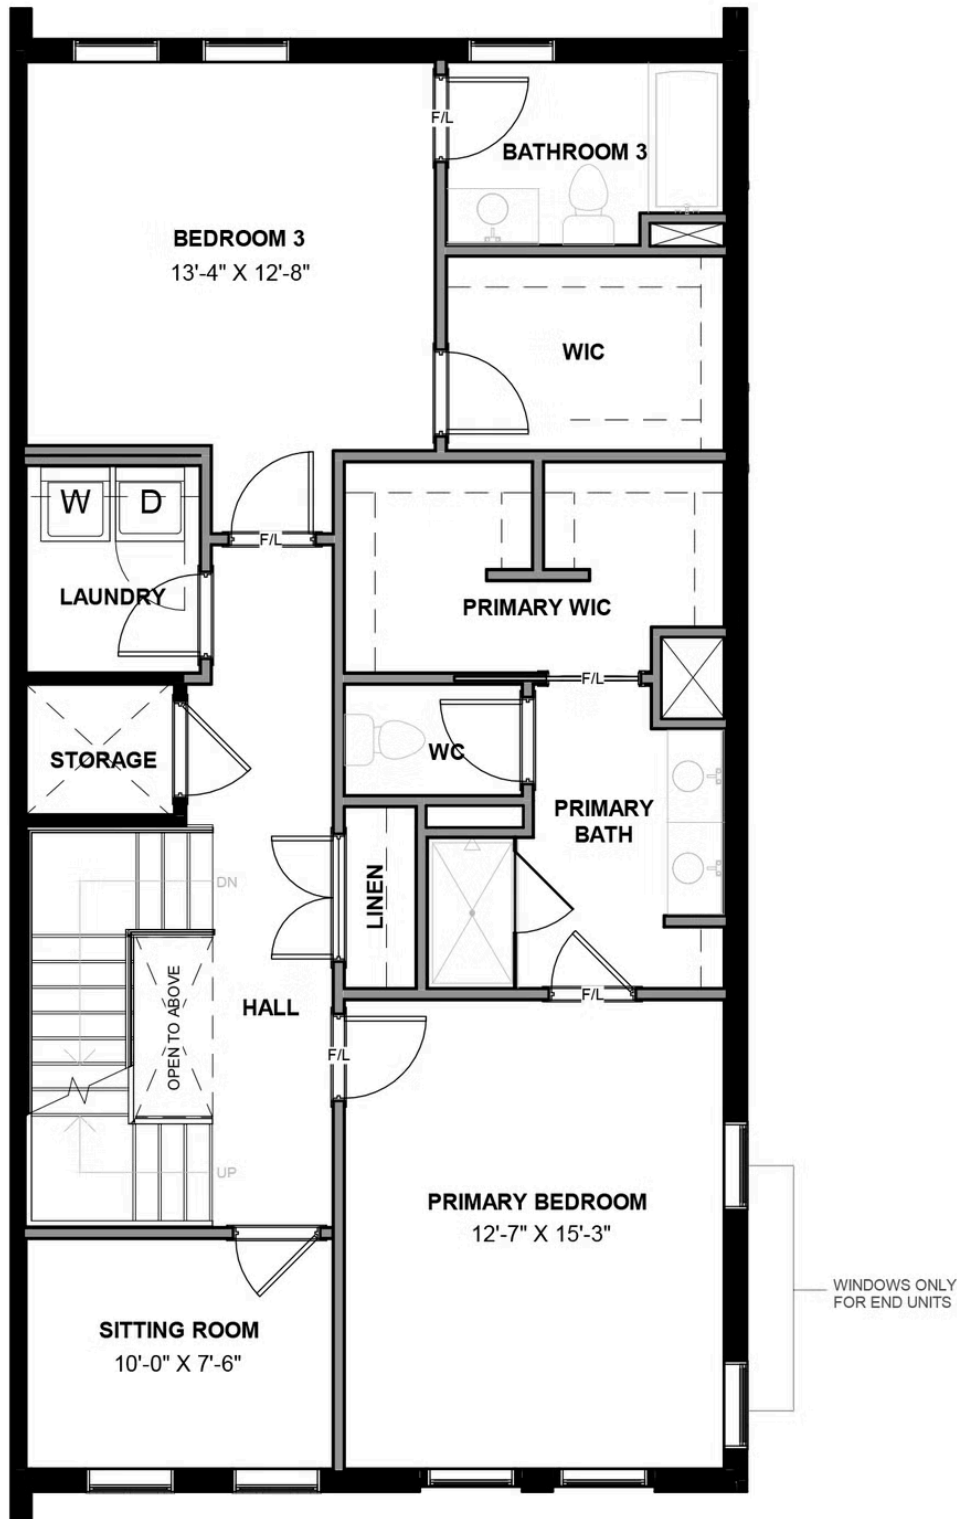 F/L
BATHROOM 3
BEDROOM 3
13'-4" X 12'-8"
WIC
W
D
F/L
LAUNDRY
PRIMARY WIC
F/L
STORAGE
WC
PRIMARY
BATH
DN
LINEN
OPEN TO ABOVE
HALL
F/L
F/L
UP
PRIMARY BEDROOM
12'-7" X 15'-3"
WINDOWS ONLY
FOR END UNITS
SITTING ROOM
10'-0" X 7'-6"